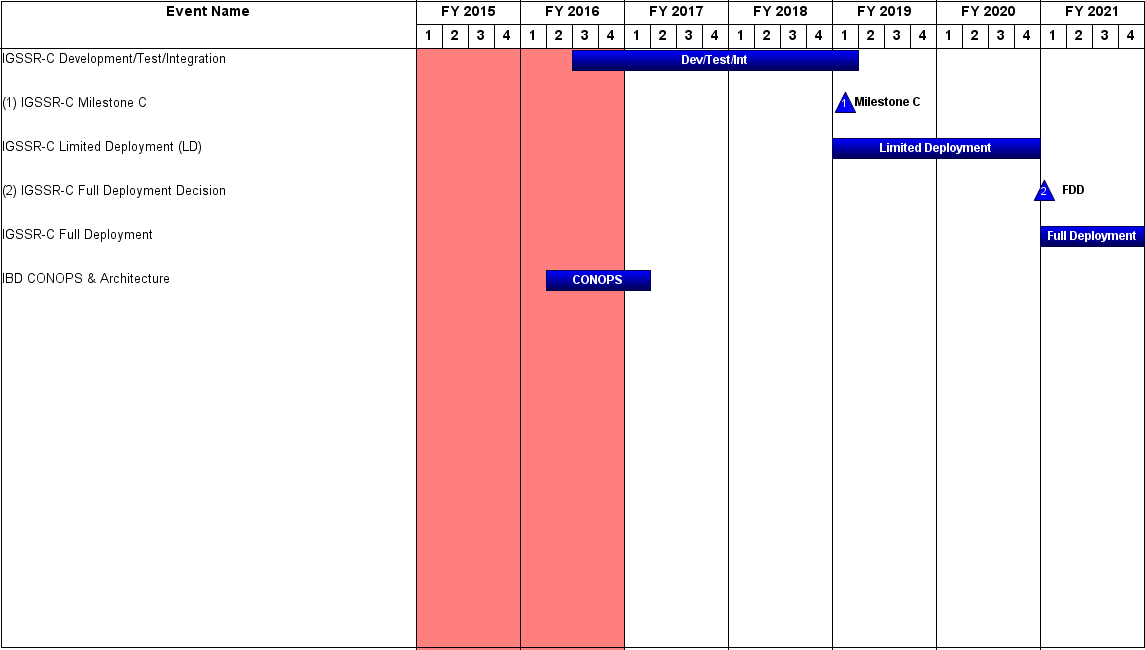 Event Name FY 2015 FY 2016 FY 2017 FY 2018 FY 2019 FY 2020 FY 2021
1 2 3 4 1 2 3 4 1 2 3 4 1 2 3 4 1 2 3 4 1 2 3 4 1 2 3 4
IGSSR-C Development/Test/Integration Dev/Test/Int
(1) IGSSR-C Milestone C 1 Milestone C
IGSSR-C Limited Deployment (LD) Limited Deployment
(2) IGSSR-C Full Deployment Decision 2 FDD
IGSSR-C Full Deployment Full Deployment
IBD CONOPS & Architecture CONOPS